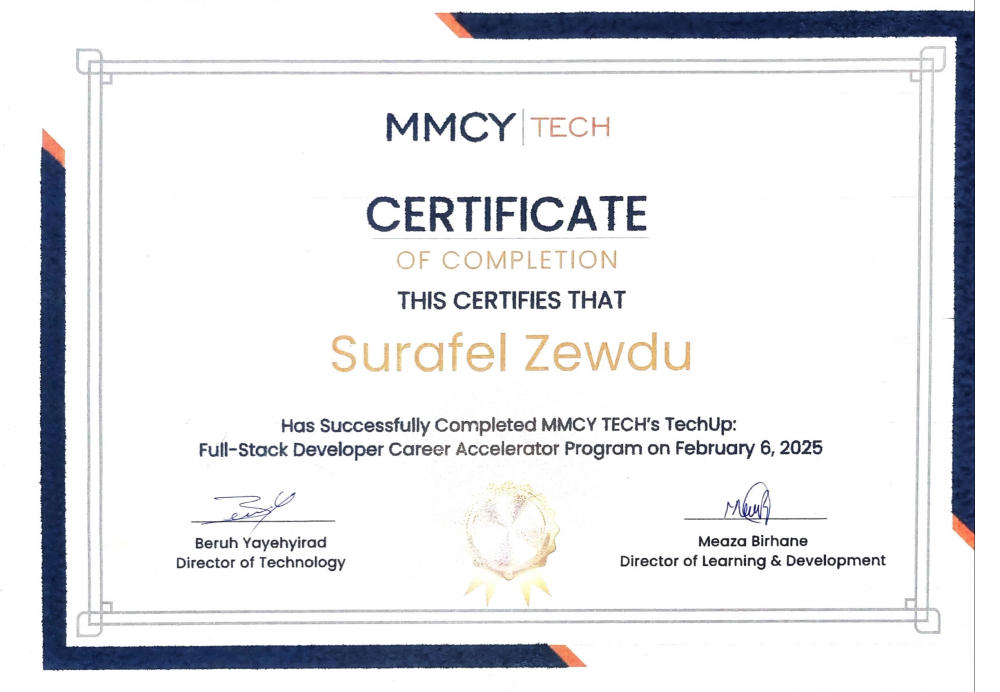 MMCY | TECH
CERTIFICATE
OF COMPLETION
THIS CERTIFIES THAT
Surafel Zewdu
Has Successfully Completed MMCY TECH's TechUp:
Full-Stack Developer Career Accelerator Program on February 6, 2025
Beruh Yayehyirad
Director of Technology
Meaza Birhane
Director of Learning & Development